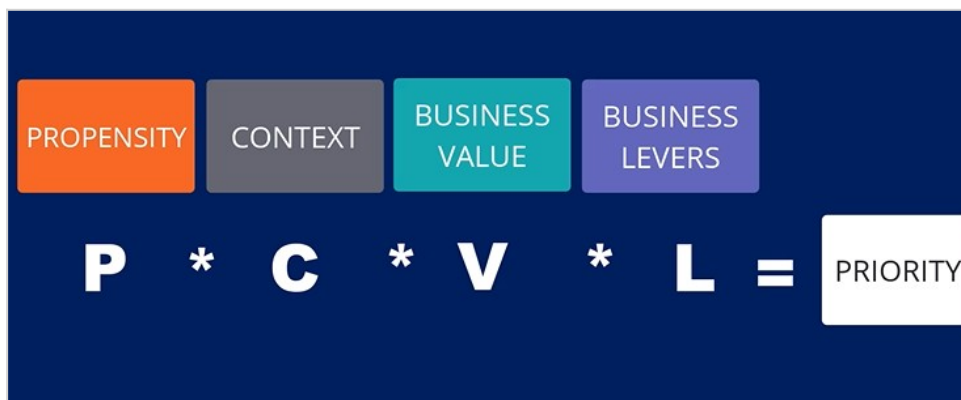 PROPENSITY
CONTEXT
BUSINESS
VALUE
BUSINESS
LEVERS
P * C * V * L = PRIORITY